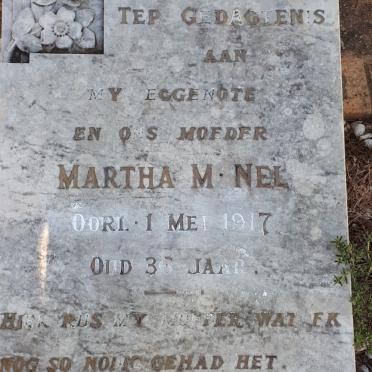 TER GEDAGTENIS
AAN
MY EGGENOTE
EN ONS MOEDER
MARTHA M. NEL
OORL. 1 MEI 1917
OUD 36 JAAR.
HIER RUS MY MOEDER WAT EK
NOG SO NODIG GEHAD HET.